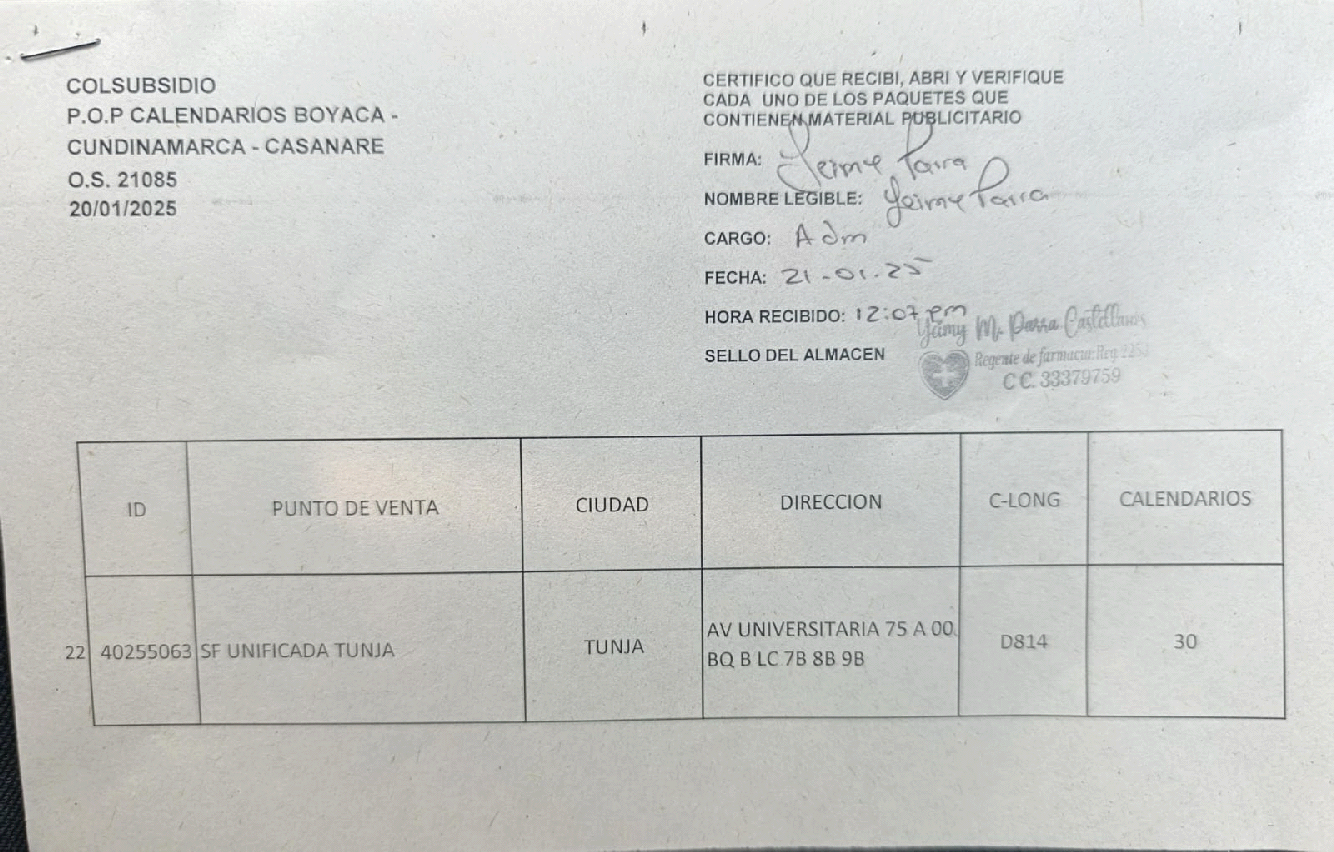 COLSUBSIDIO
P.O.P CALENDARIOS BOYACA -
CUNDINAMARCA - CASANARE
O.S. 21085
20/01/2025
CERTIFICO QUE RECIBI, ABRI Y VERIFIQUE
CADA UNO DE LOS PAQUETES QUE
CONTIENEN MATERIAL PUBLICITARIO
FIRMA: Yeimy Parra
NOMBRE LEGIBLE: Yeimy Parra
CARGO: Adm
FECHA: 21-01-25
HORA RECIBIDO: 12:07 pm
Yeimy M. Parra Castellanos
SELLO DEL ALMACEN
Regente de farmacia: Reg.
C.C. 33379759
ID PUNTO DE VENTA CIUDAD DIRECCION C-LONG CALENDARIOS
22 40255063 SF UNIFICADA TUNJA TUNJA AV UNIVERSITARIA 75 A 00 D814 30
BQ B LC 7B 8B 9B